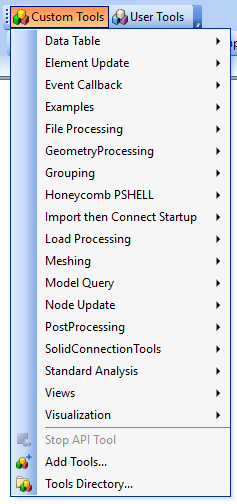 Custom Tools User Tools
Data Table
Element Update
Event Callback
Examples
File Processing
GeometryProcessing
Grouping
Honeycomb PSHELL
Import then Connect Startup
Load Processing
Meshing
Model Query
Node Update
PostProcessing
SolidConnectionTools
Standard Analysis
Views
Visualization
Stop API Tool
Add Tools...
Tools Directory...